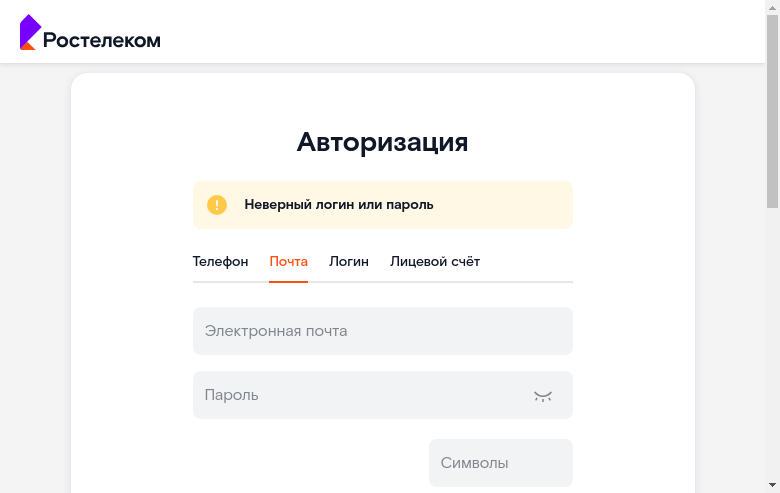 Ростелеком
Авторизация
Неверный логин или пароль
Телефон Почта Логин Лицевой счёт
Электронная почта
Пароль
Символы